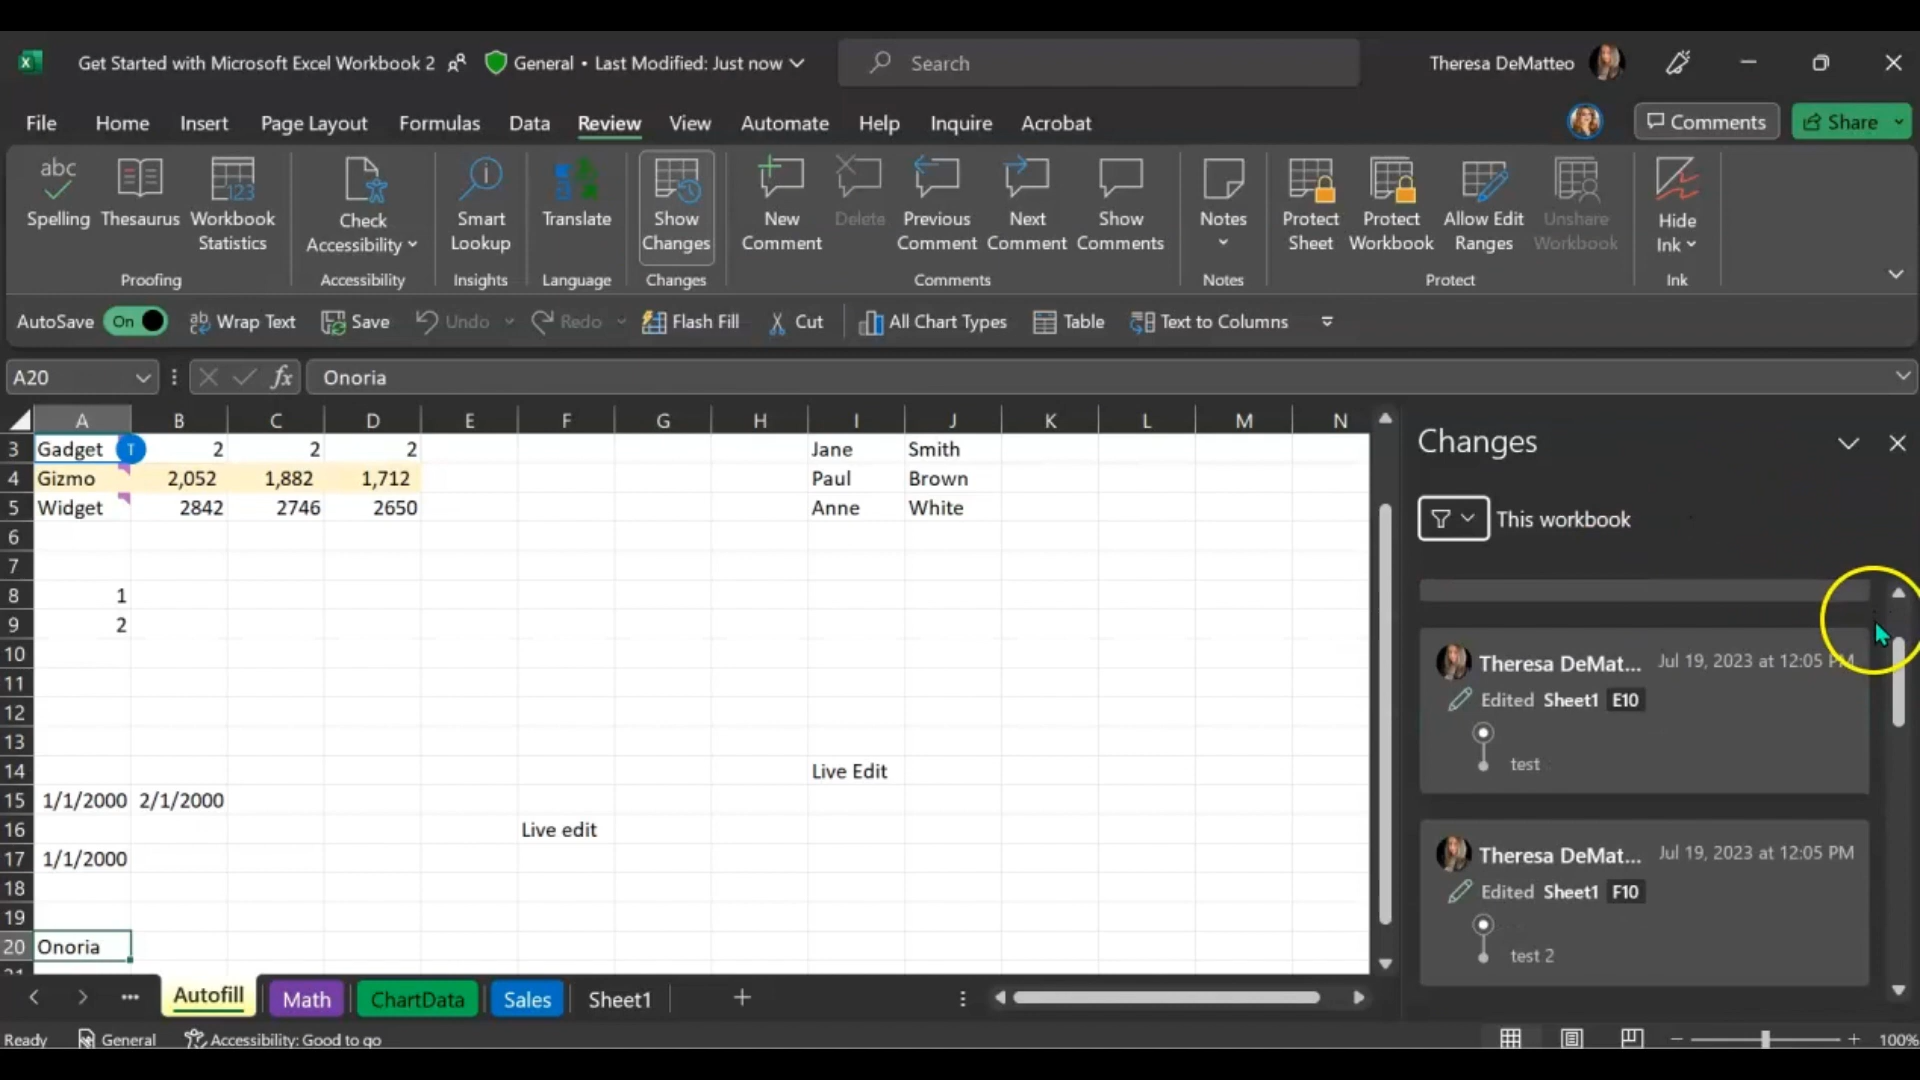 Get Started with Microsoft Excel Workbook 2 General • Last Modified: Just now Search Theresa DeMatteo
File Home Insert Page Layout Formulas Data Review View Automate Help Inquire Acrobat Comments Share
abc
Spelling Thesaurus Workbook Statistics Check Accessibility Smart Lookup Translate Show Changes New Comment Delete Previous Comment Next Comment Show Comments Notes Protect Sheet Protect Workbook Allow Edit Ranges Unshare Workbook Hide Ink
Proofing Accessibility Insights Language Changes Comments Notes Protect Ink
AutoSave On Wrap Text Save Undo Redo Flash Fill Cut All Chart Types Table Text to Columns
A20 fx Onoria
A B C D E F G H I J K L M N
3 Gadget T 2 2 2 Jane Smith
4 Gizmo 2,052 1,882 1,712 Paul Brown
5 Widget 2842 2746 2650 Anne White
6
7
8 1
9 2
10
11
12
13
14 Live Edit
15 1/1/2000 2/1/2000
16 Live edit
17 1/1/2000
18
19
20 Onoria
21
Changes
This workbook
Theresa DeMat... Jul 19, 2023 at 12:05 PM
Edited Sheet1 E10
test
Theresa DeMat... Jul 19, 2023 at 12:05 PM
Edited Sheet1 F10
test 2
Autofill Math ChartData Sales Sheet1
Ready General Accessibility: Good to go 100%